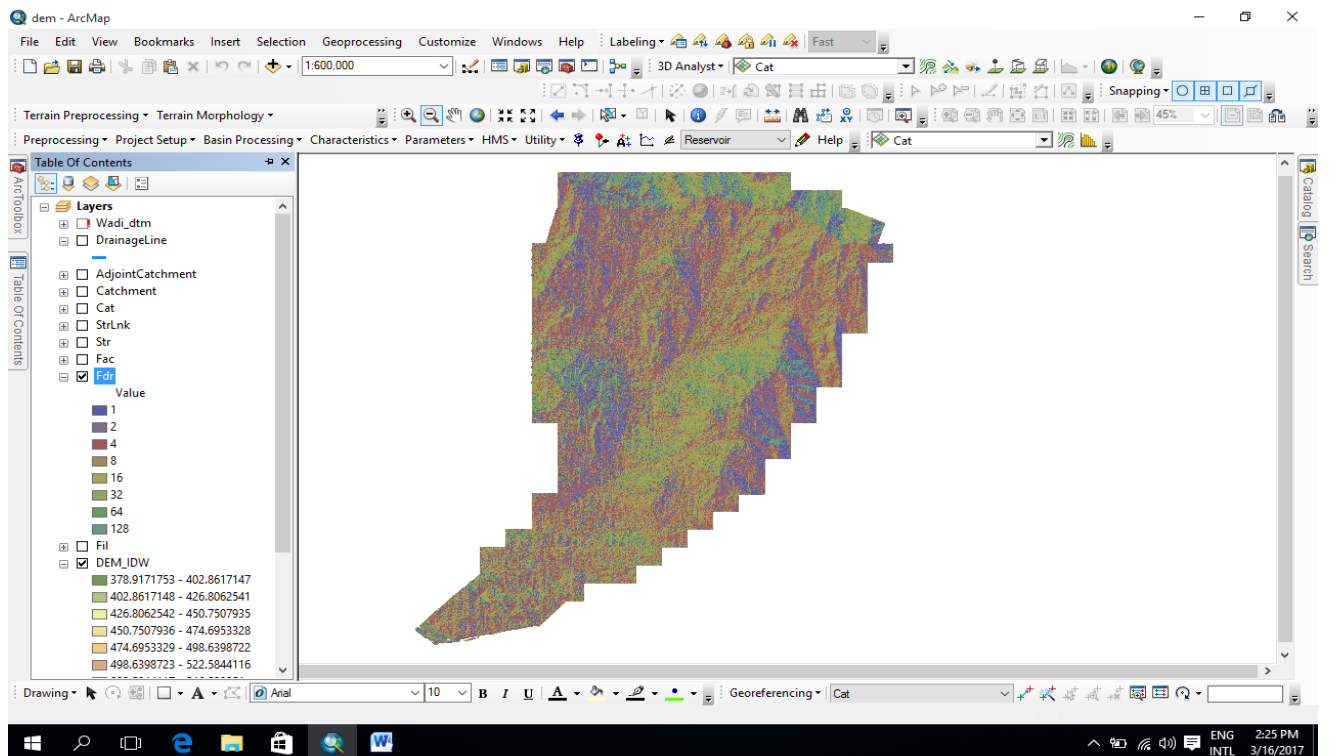 dem - ArcMap
File Edit View Bookmarks Insert Selection Geoprocessing Customize Windows Help Labeling Fast
1:600,000 3D Analyst Cat
Snapping
Terrain Preprocessing Terrain Morphology 45%
Preprocessing Project Setup Basin Processing Characteristics Parameters HMS Utility Reservoir Help Cat
Table Of Contents
ArcToolbox
Table Of Contents
Layers
Wadi_dtm
DrainageLine
AdjointCatchment
Catchment
Cat
StrLnk
Str
Fac
Fdr
Value
1
2
4
8
16
32
64
128
Fil
DEM_IDW
378.9171753 - 402.8617147
402.8617148 - 426.8062541
426.8062542 - 450.7507935
450.7507936 - 474.6953328
474.6953329 - 498.6398722
498.6398723 - 522.5844116
Catalog
Search
Drawing A Arial 10 B I U A Georeferencing Cat
ENG 2:25 PM
INTL 3/16/2017